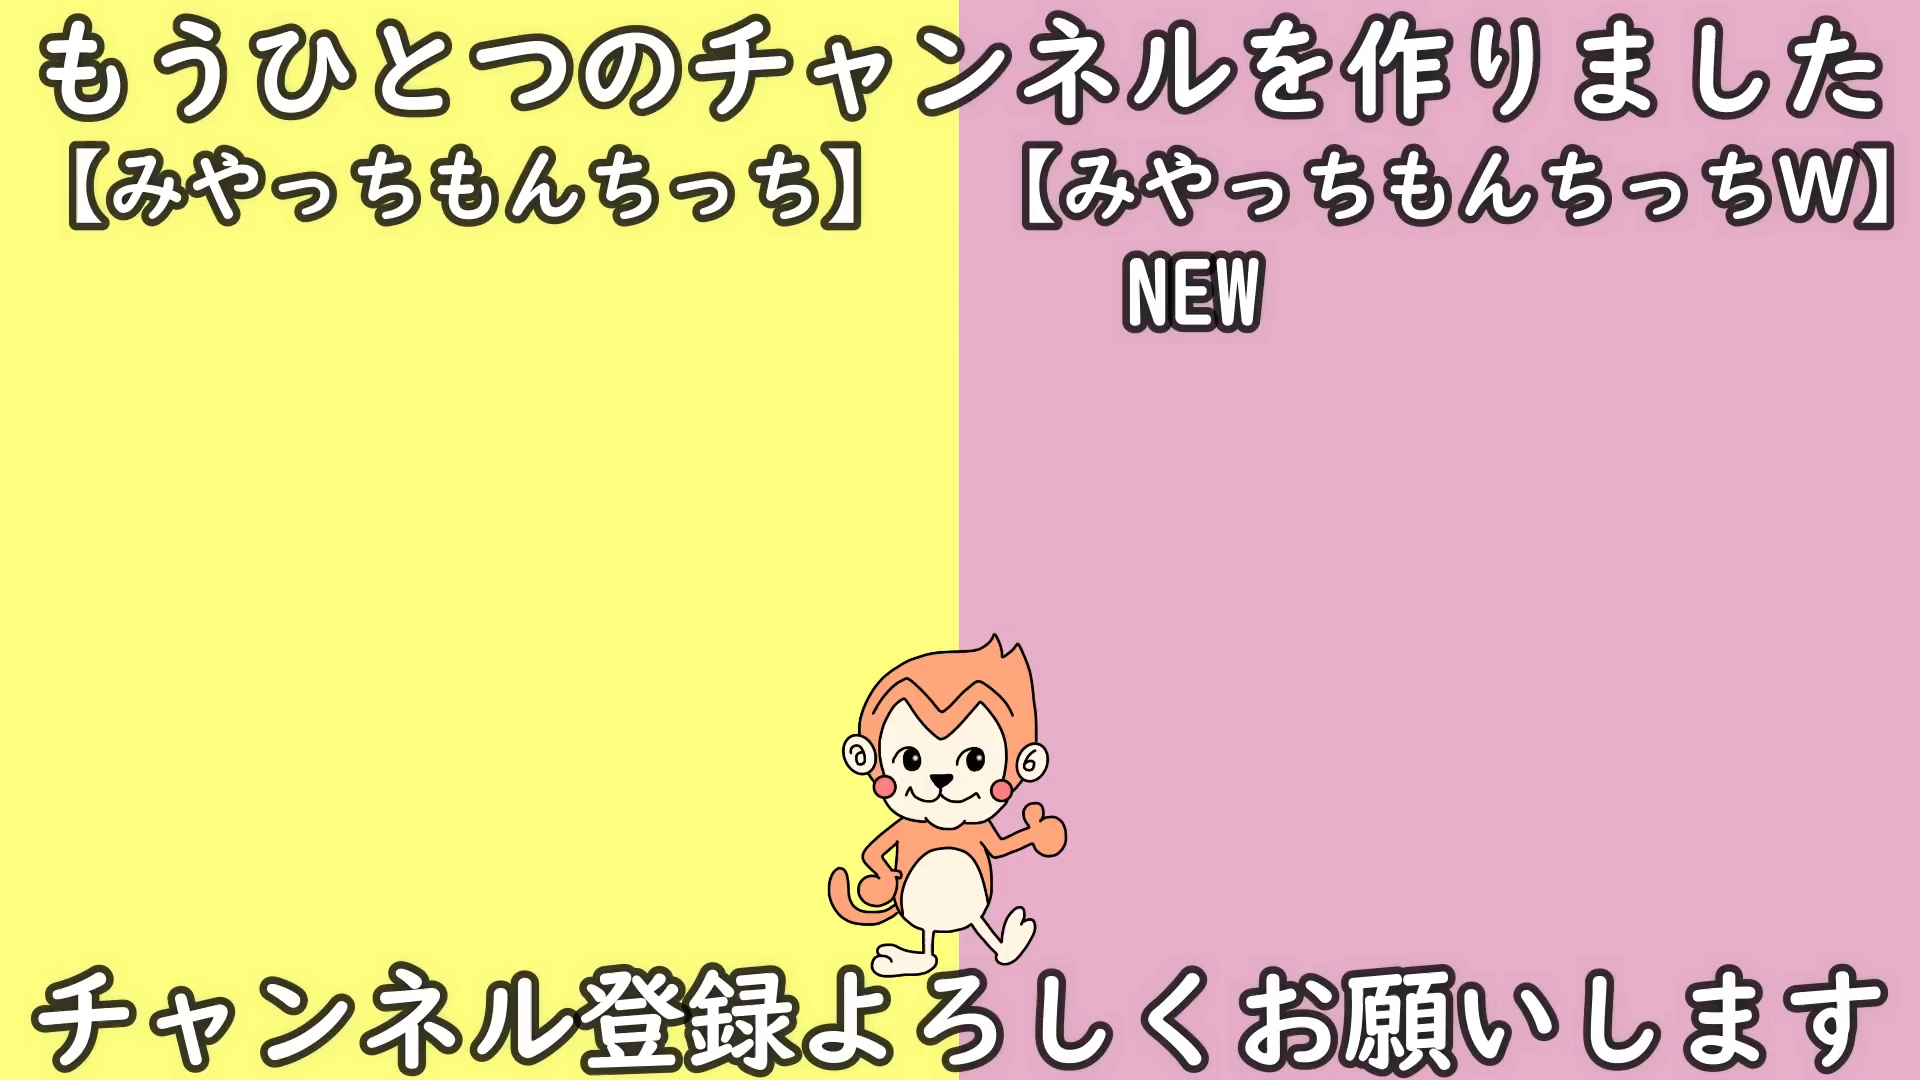 もうひとつのチャンネルを作りました
【みやっちもんちっち】
【みやっちもんちっちW】
NEW
チャンネル登録よろしくお願いします